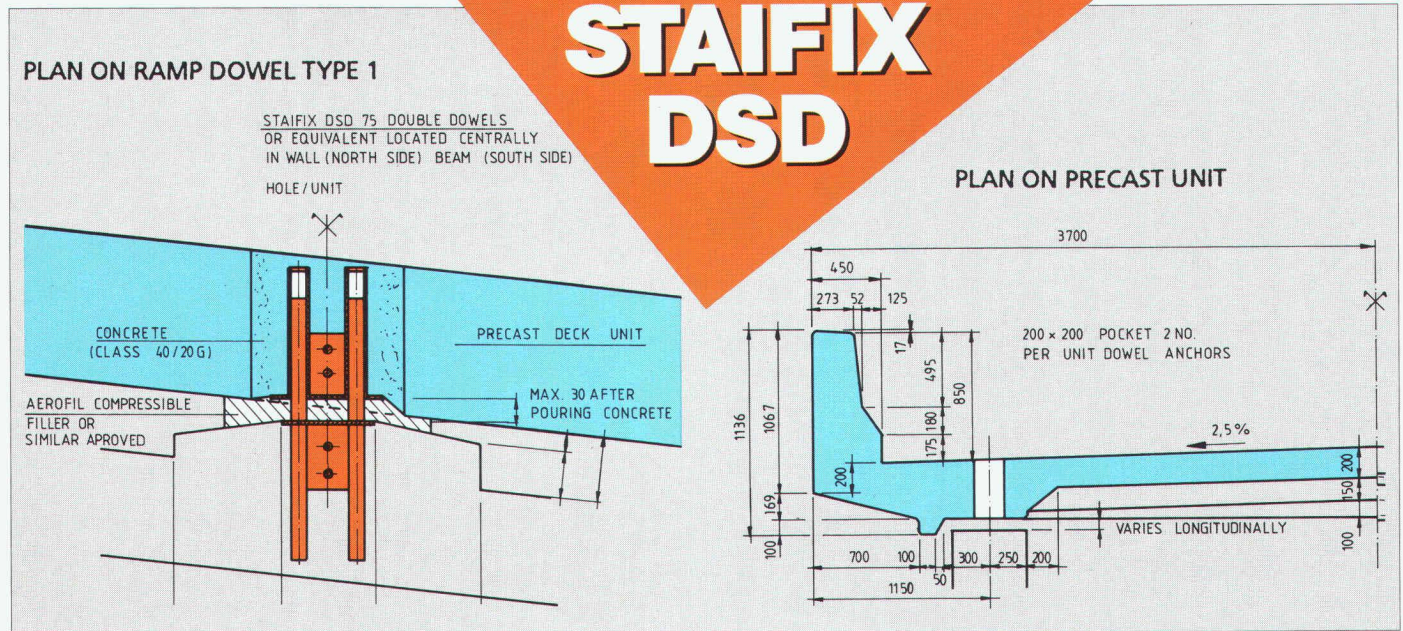 STAIFIX
DSD
PLAN ON RAMP DOWEL TYPE 1
STAIFIX DSD 75 DOUBLE DOWELS
OR EQUIVALENT LOCATED CENTRALLY
IN WALL (NORTH SIDE) BEAM (SOUTH SIDE)
HOLE/UNIT
CONCRETE
(CLASS 40/20G)
PRECAST DECK UNIT
AEROFIL COMPRESSIBLE
FILLER OR
SIMILAR APROVED
MAX. 30 AFTER
POURING CONCRETE
PLAN ON PRECAST UNIT
3700
450
273 52 125
200 × 200 POCKET 2 NO.
PER UNIT DOWEL ANCHORS
17
495
850
1136
1067
180
175
2,5%
200
200
150
169
VARIES LONGITUDINALLY
100
100
700 100 50 300 250 200
1150